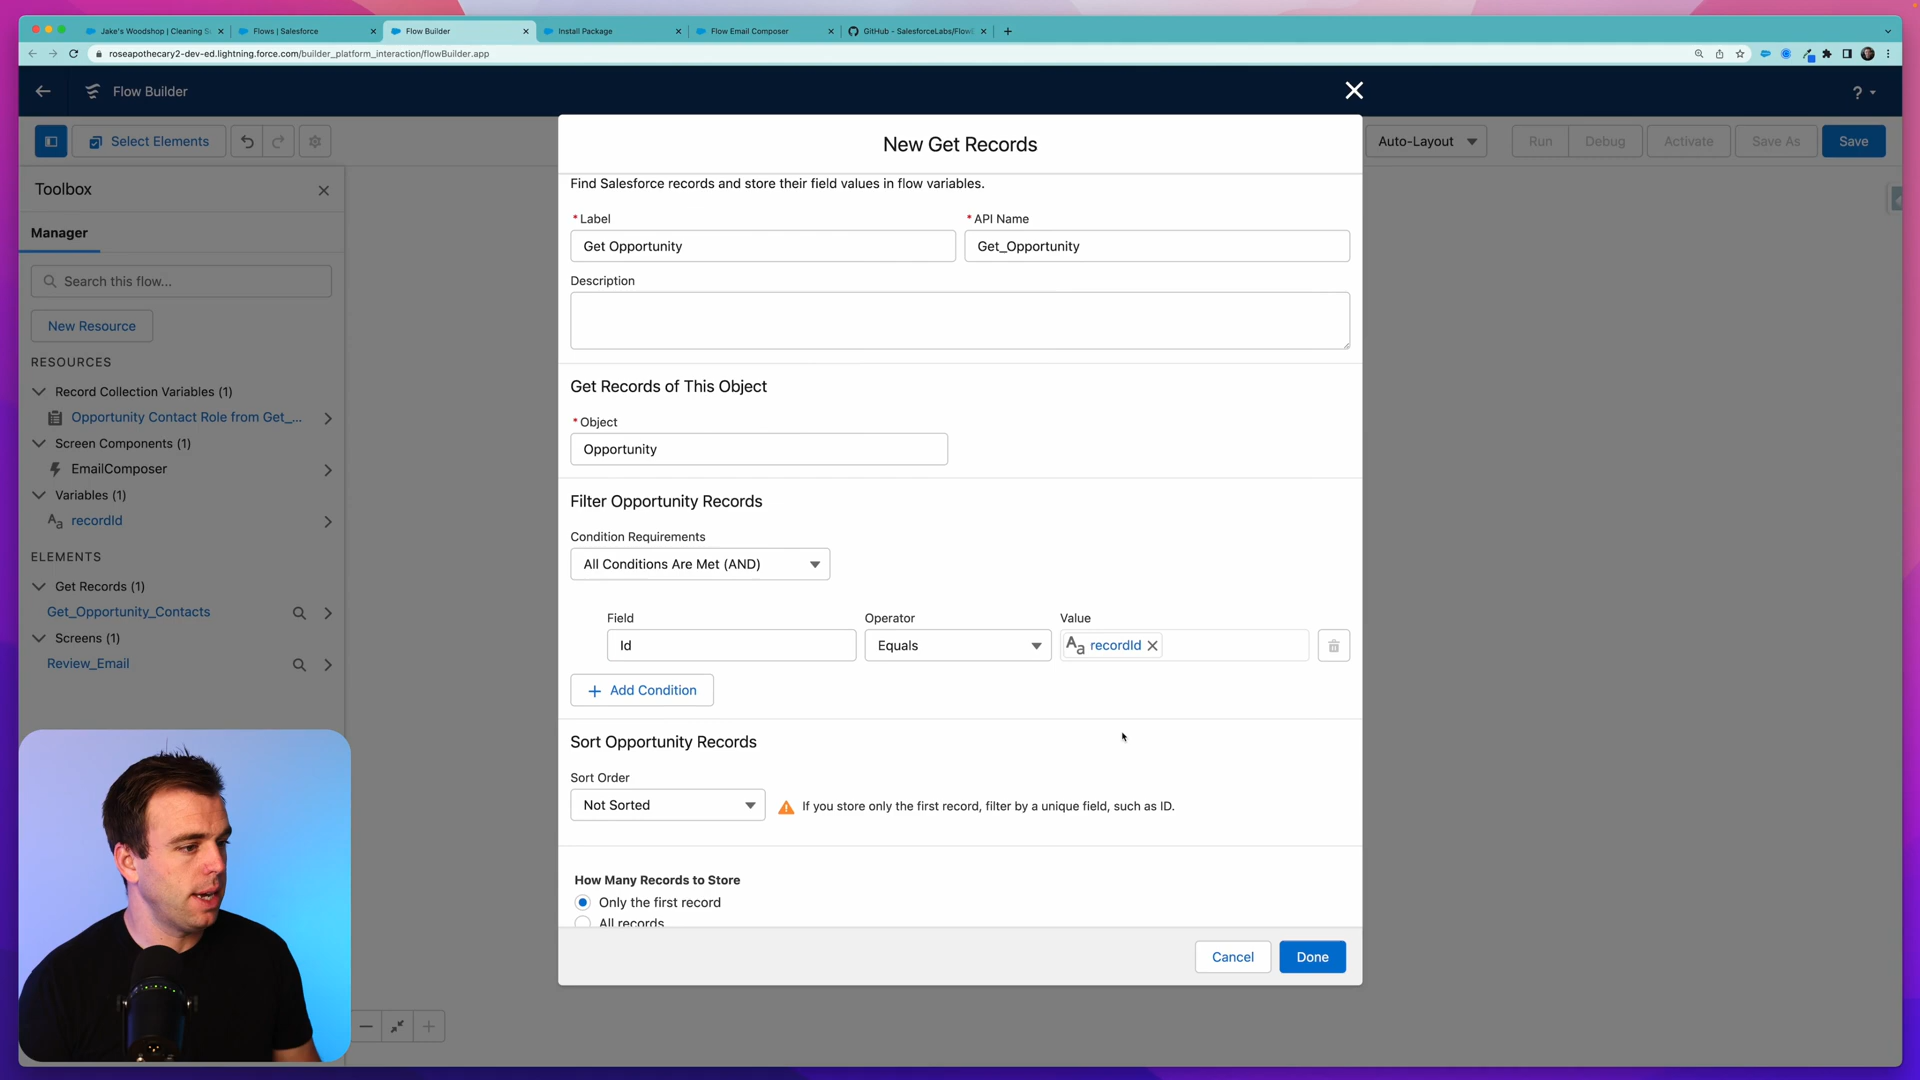 Jake's Woodshop | Cleaning S
Flows | Salesforce
Flow Builder
Install Package
Flow Email Composer
GitHub - SalesforceLabs/Flow
roseapothecary2-dev-ed.lightning.force.com/builder_platform_interaction/flowBuilder.app
Flow Builder
?
Select Elements
Auto-Layout
Run
Debug
Activate
Save As
Save
Toolbox
Manager
Search this flow...
New Resource
RESOURCES
Record Collection Variables (1)
Opportunity Contact Role from Get_...
Screen Components (1)
EmailComposer
Variables (1)
Aa recordId
ELEMENTS
Get Records (1)
Get_Opportunity_Contacts
Screens (1)
Review_Email
New Get Records
Find Salesforce records and store their field values in flow variables.
* Label
* API Name
Get Opportunity
Get_Opportunity
Description
Get Records of This Object
* Object
Opportunity
Filter Opportunity Records
Condition Requirements
All Conditions Are Met (AND)
Field
Operator
Value
Id
Equals
Aa recordId
+ Add Condition
Sort Opportunity Records
Sort Order
Not Sorted
If you store only the first record, filter by a unique field, such as ID.
How Many Records to Store
Only the first record
All records
Cancel
Done